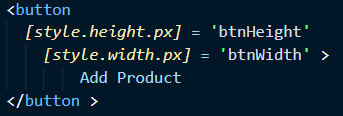 <button
[style.height.px] = 'btnHeight'
[style.width.px] = 'btnWidth' >
Add Product
</button >